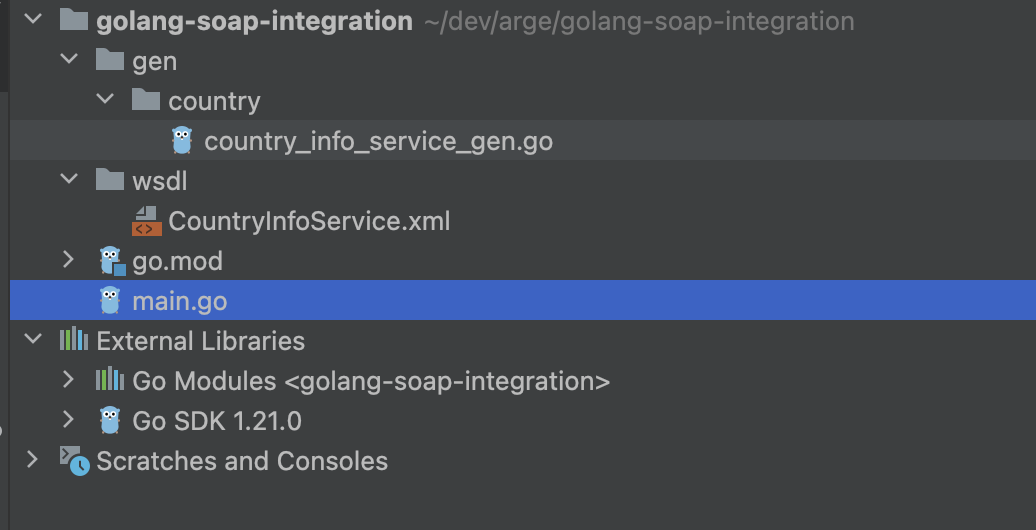 golang-soap-integration ~/dev/arge/golang-soap-integration
gen
country
country_info_service_gen.go
wsdl
CountryInfoService.xml
go.mod
main.go
External Libraries
Go Modules <golang-soap-integration>
Go SDK 1.21.0
Scratches and Consoles